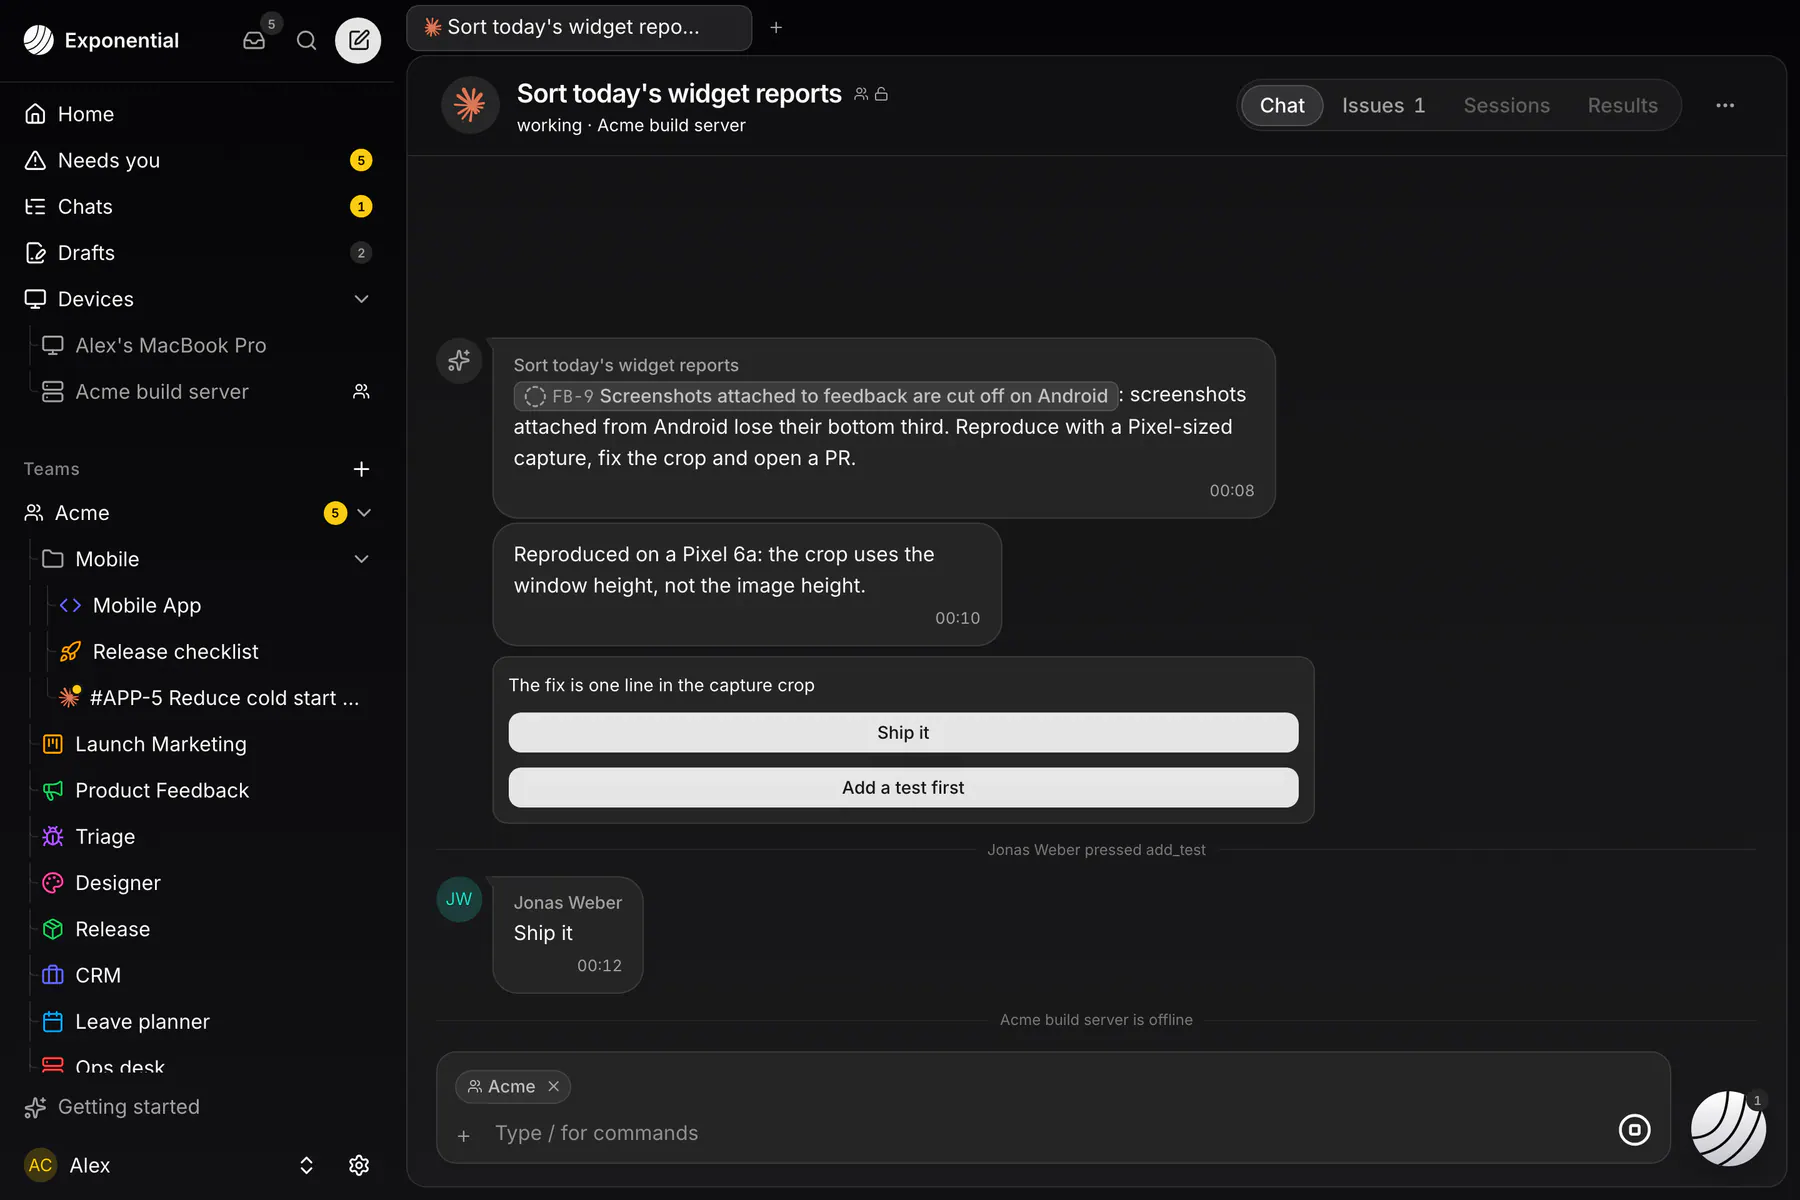 Exponential
5
Sort today's widget repo...
Home
Needs you
5
Chats
1
Drafts
2
Devices
Alex's MacBook Pro
Acme build server
Teams
Acme
5
Mobile
Mobile App
Release checklist
#APP-5 Reduce cold start ...
Launch Marketing
Product Feedback
Triage
Designer
Release
CRM
Leave planner
Ops desk
Getting started
AC
Alex
Sort today's widget reports
working · Acme build server
Chat
Issues 1
Sessions
Results
Sort today's widget reports
FB-9 Screenshots attached to feedback are cut off on Android : screenshots
attached from Android lose their bottom third. Reproduce with a Pixel-sized
capture, fix the crop and open a PR.
00:08
Reproduced on a Pixel 6a: the crop uses the
window height, not the image height.
00:10
The fix is one line in the capture crop
Ship it
Add a test first
Jonas Weber pressed add_test
JW
Jonas Weber
Ship it
00:12
Acme build server is offline
Acme
Type / for commands
1